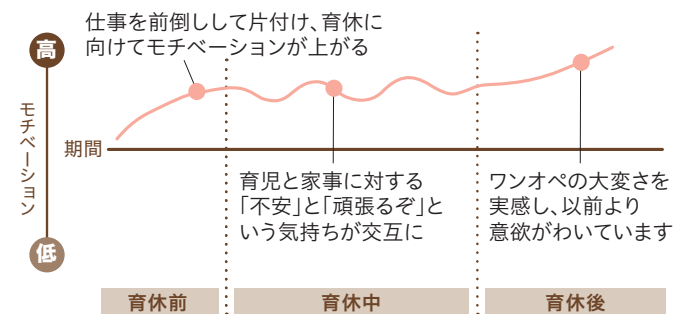 仕事を前倒しして片付け、育休に
向けてモチベーションが上がる
高
モチベーション
期間
低
育児と家事に対する
「不安」と「頑張るぞ」と
いう気持ちが交互に
ワンオペの大変さを
実感し、以前より
意欲がわいています
育休前
育休中
育休後